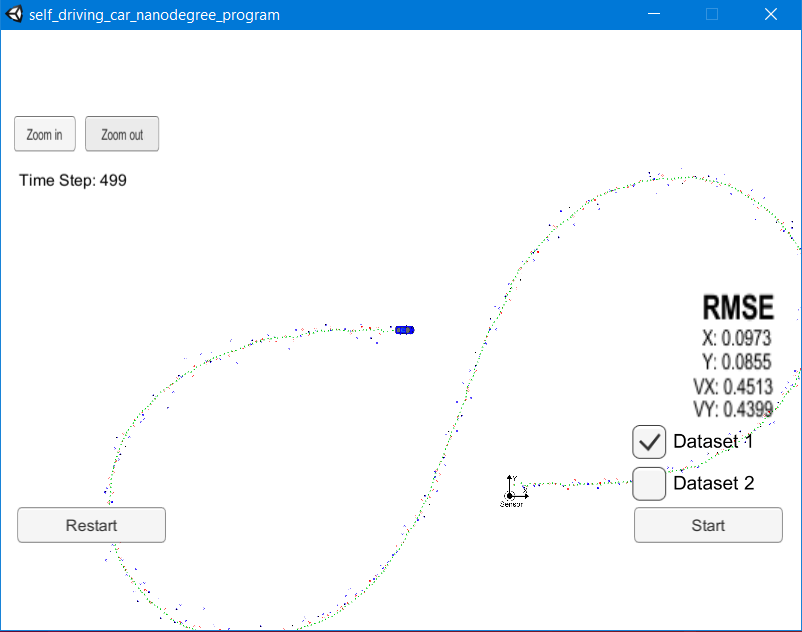 self_driving_car_nanodegree_program
Zoom in
Zoom out
Time Step: 499
RMSE
X: 0.0973
Y: 0.0855
VX: 0.4513
VY: 0.4399
Dataset 1
Y
X
Sensor
Dataset 2
Restart
Start